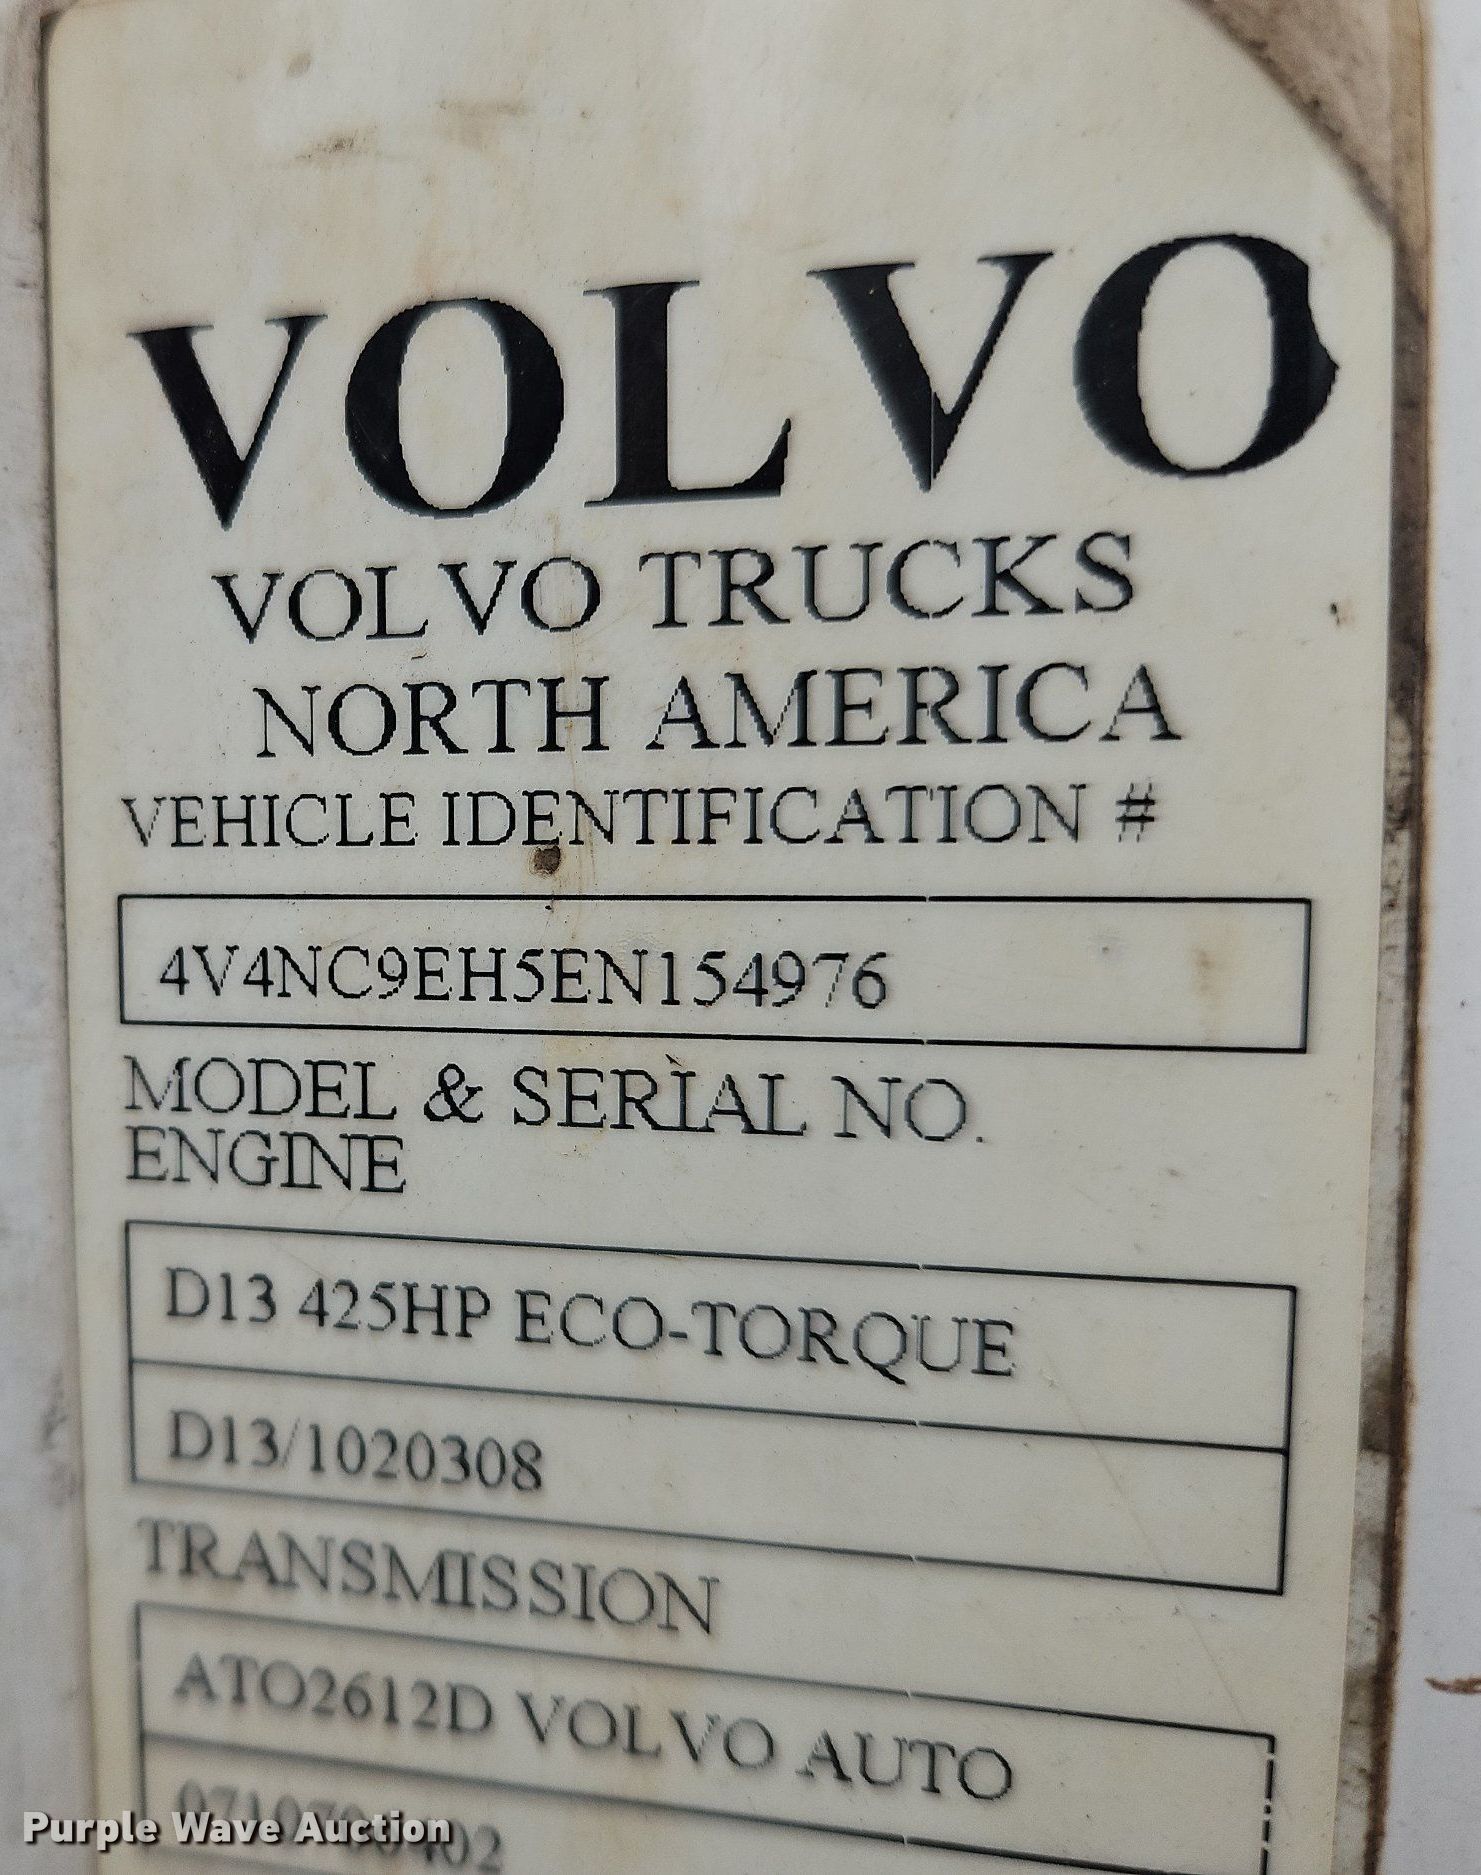 VOLVO
VOLVO TRUCKS
NORTH AMERICA
VEHICLE IDENTIFICATION #
4V4NC9EH5EN154976
MODEL & SERIAL NO.
ENGINE
D13 425HP ECO-TORQUE
D13/1020308
TRANSMISSION
ATO2612D VOLVO AUTO
Purple Wave Auction